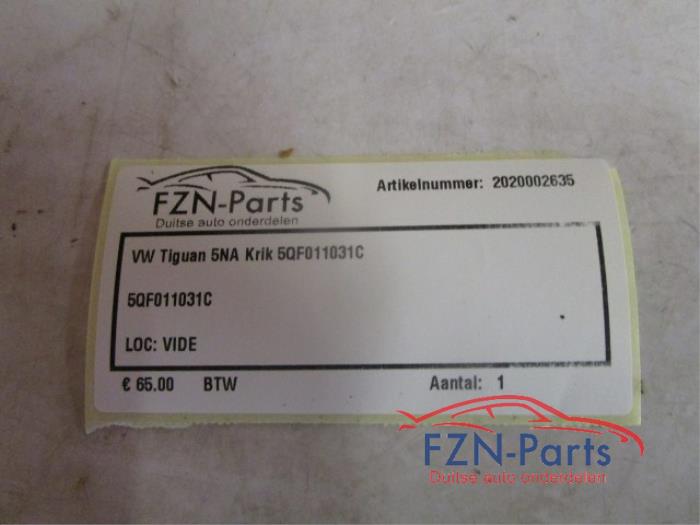 FZN-Parts
Duitse auto onderdelen
Artikelnummer: 2020002635
VW Tiguan 5NA Krik 5QF011031C
5QF011031C
LOC: VIDE
€ 65.00 BTW Aantal: 1
FZN-Parts
Duitse auto onderdelen